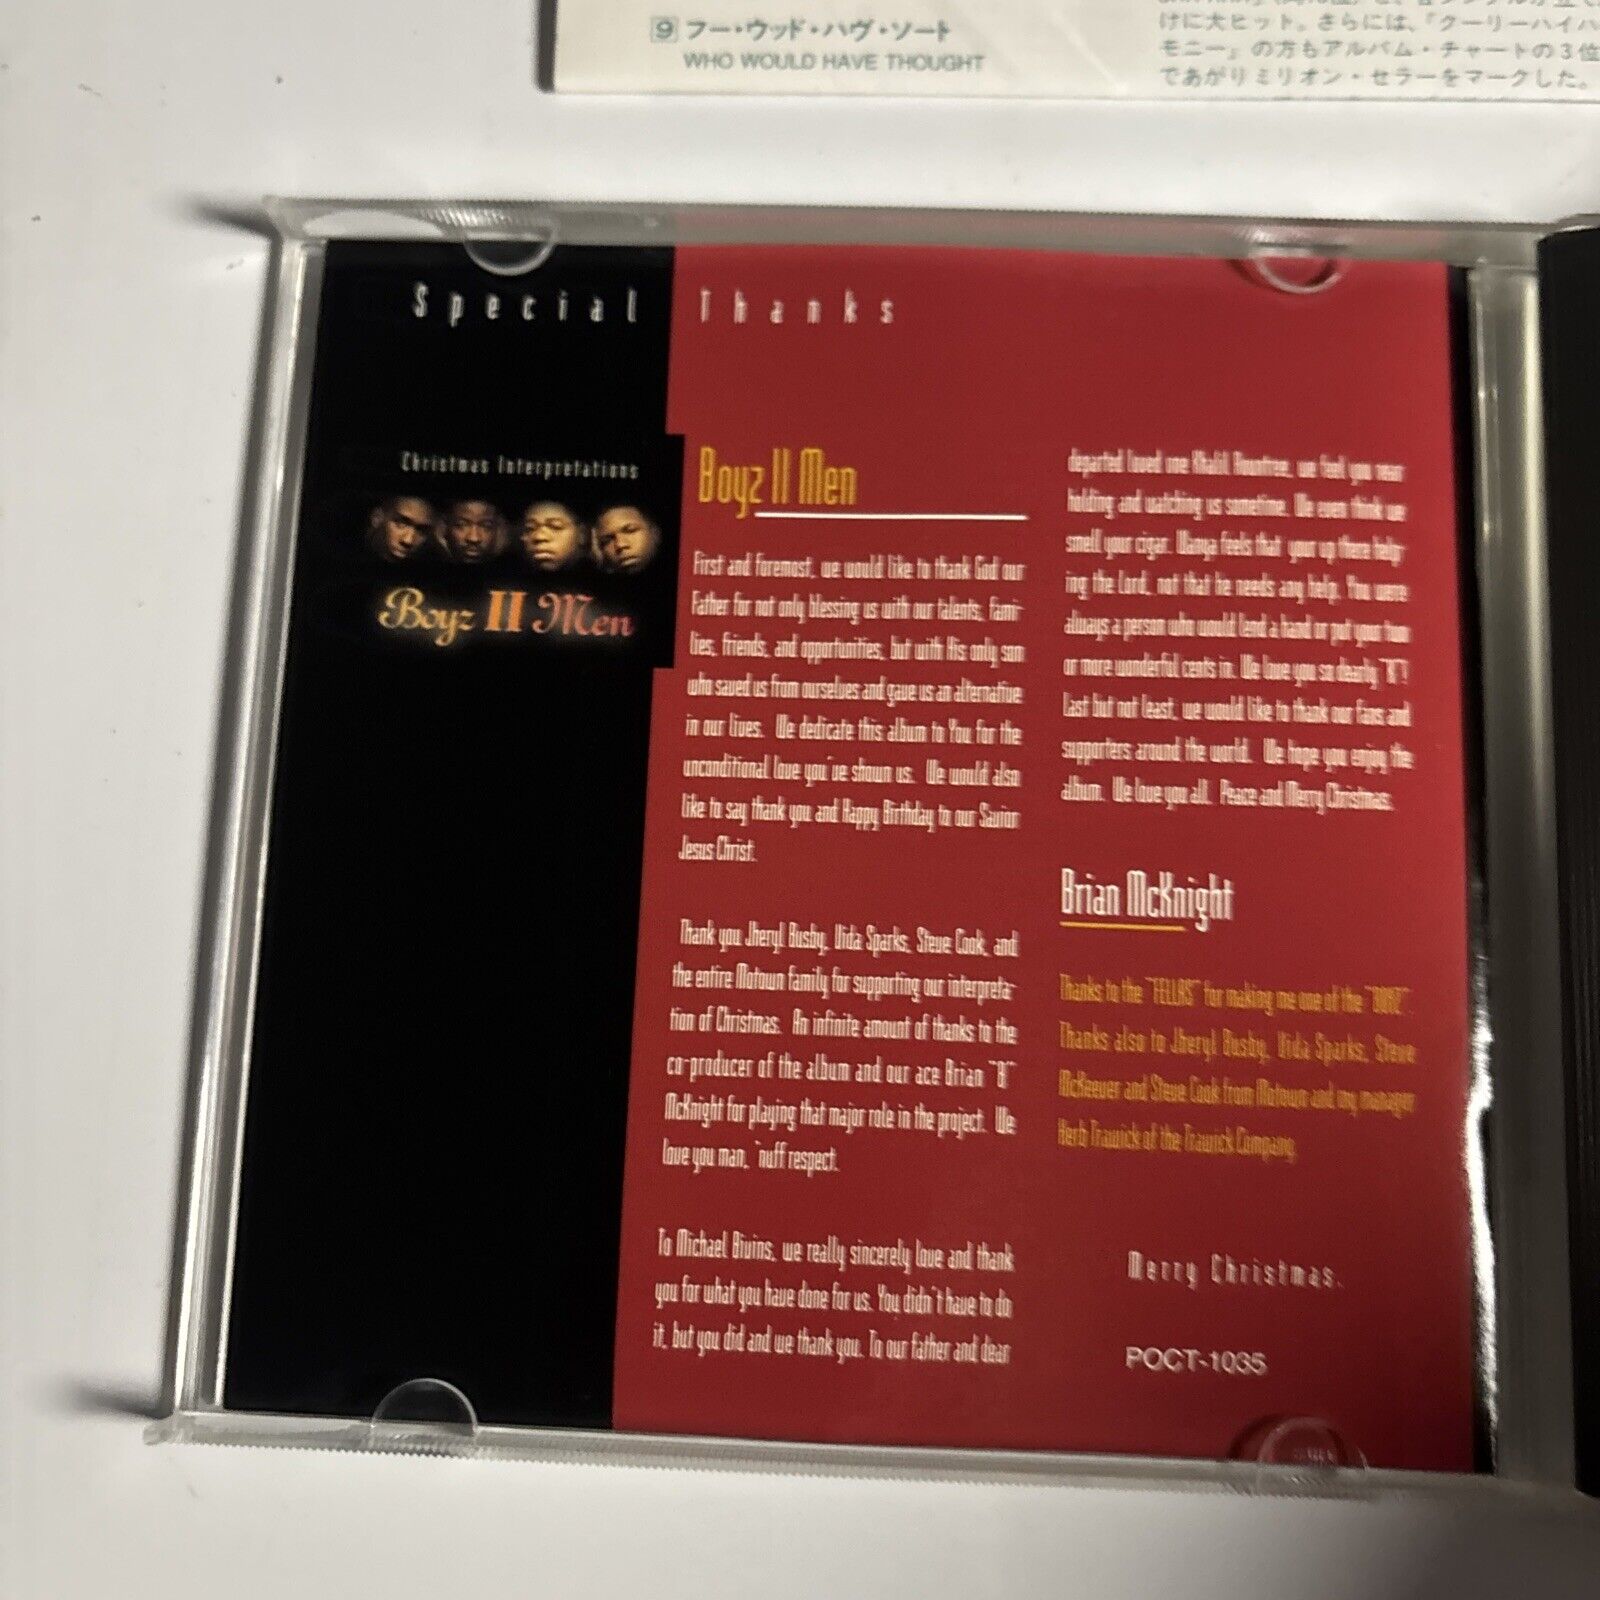 9 フー・ウッド・ハヴ・ソート
WHO WOULD HAVE THOUGHT
けに大ヒット。さらには、『クーリーハイハ
モニー』の方もアルバム・チャートの3位
であがりミリオン・セラーをマークした。
Special Thanks
Christmas Interpretations
Boyz II Men
Boyz II Men
First and foremost, we would like to thank God our
Father for not only blessing us with our talents, fami-
lies, friends, and opportunities, but with His only son
who saved us from ourselves and gave us an alternative
in our lives. We dedicate this album to You for the
unconditional love you've shown us. We would also
like to say thank you and Happy Birthday to our Savior
Jesus Christ.
Thank you Jheryl Busby, Vida Sparks, Steve Cook, and
the entire Motown family for supporting our interpreta-
tion of Christmas. An infinite amount of thanks to the
co-producer of the album and our ace Brian "B"
McKnight for playing that major role in the project. We
love you man, 'nuff respect.
To Michael Bivins, we really sincerely love and thank
you for what you have done for us. You didn't have to do
it, but you did and we thank you. To our father and dear
departed loved one Khalil Rountree, we feel you near
holding and watching us sometime. We even think we
smell your cigar. Wanya feels that your up there help-
ing the Lord, not that he needs any help. You were
always a person who would lend a hand or put your two
or more wonderful cents in. We love you so dearly "K"!
Last but not least, we would like to thank our fans and
supporters around the world. We hope you enjoy the
album. We love you all. Peace and Merry Christmas.
Brian McKnight
Thanks to the "FELLAS" for making me one of the "BOYZ".
Thanks also to Jheryl Busby, Vida Sparks, Steve
McKeever and Steve Cook from Motown and my manager
Herb Trawick of the Trawick Company.
Merry Christmas.
POCT-1035